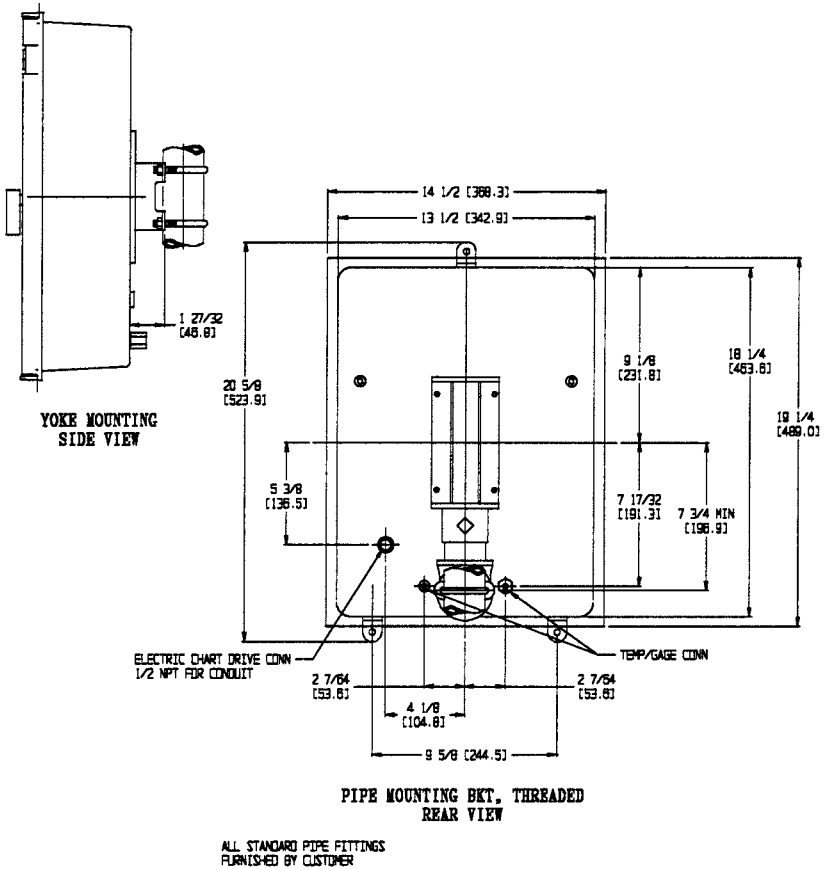 14 1/2 [368.3]
13 1/2 [342.9]
1 27/32
[46.8]
9 1/8
[231.8]
18 1/4
[463.6]
20 5/8
[523.9]
19 1/4
[489.0]
YOKE MOUNTING
SIDE VIEW
5 3/8
[136.5]
7 17/32
[191.3]
7 3/4 MIN
[196.9]
ELECTRIC CHART DRIVE CONN
1/2 NPT FOR CONDUIT
TEMP/GAGE CONN
2 7/64
[53.6]
2 7/64
[53.6]
4 1/8
[104.8]
9 5/8 [244.5]
PIPE MOUNTING BKT, THREADED
REAR VIEW
ALL STANDARD PIPE FITTINGS
FURNISHED BY CUSTOMER